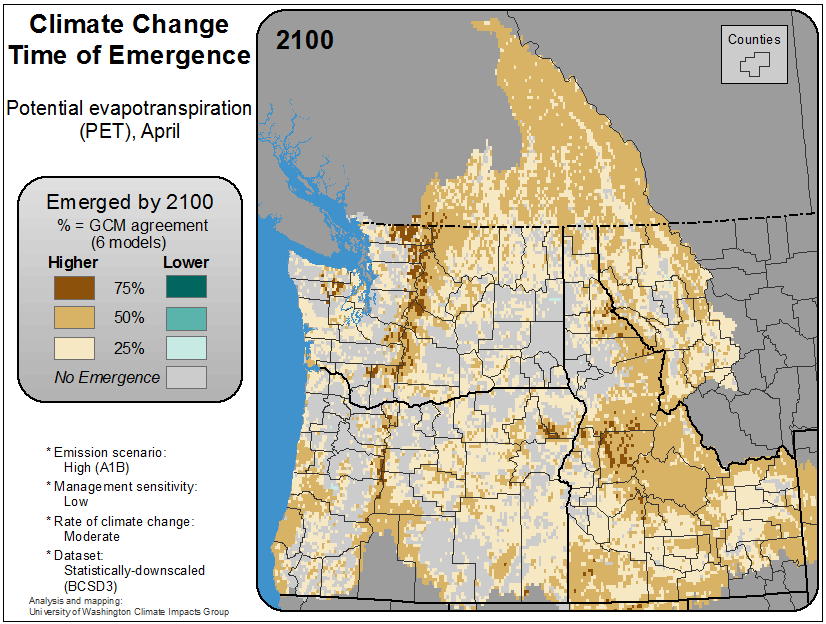 Climate Change
Time of Emergence
Potential evapotranspiration
(PET), April
Emerged by 2100
% = GCM agreement
(6 models)
Higher Lower
75%
50%
25%
No Emergence
* Emission scenario:
High (A1B)
* Management sensitivity:
Low
* Rate of climate change:
Moderate
* Dataset:
Statistically-downscaled
(BCSD3)
Analysis and mapping:
University of Washington Climate Impacts Group
2100
Counties